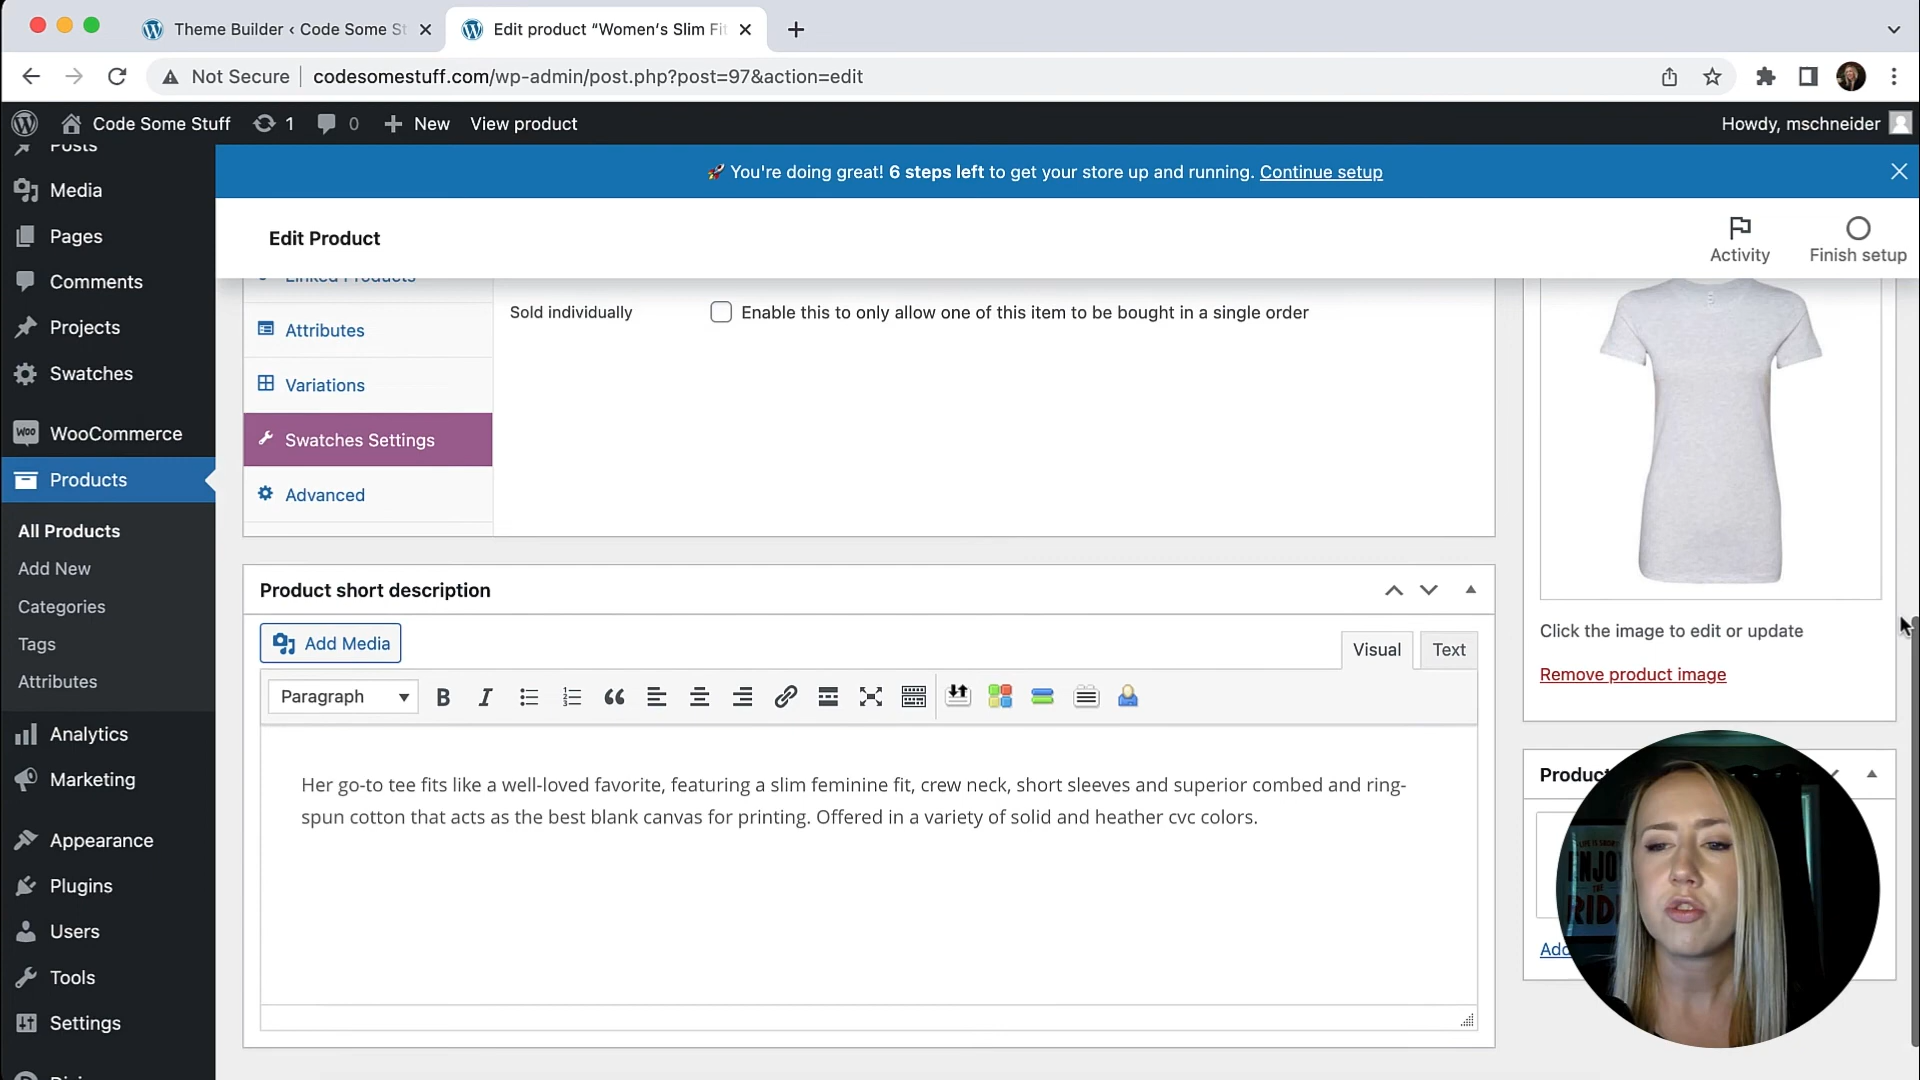 Theme Builder ‹ Code Some St
Edit product “Women’s Slim Fit
Not Secure
codesomestuff.com/wp-admin/post.php?post=97&action=edit
Code Some Stuff
1
0
New
View product
Howdy, mschneider
Posts
Media
Pages
Comments
Projects
Swatches
WOO
WooCommerce
Products
All Products
Add New
Categories
Tags
Attributes
Analytics
Marketing
Appearance
Plugins
Users
Tools
Settings
🚀 You're doing great! 6 steps left to get your store up and running. Continue setup
Edit Product
Activity
Finish setup
Linked Products
Attributes
Variations
Swatches Settings
Advanced
Sold individually
Enable this to only allow one of this item to be bought in a single order
Product short description
Add Media
Visual
Text
Paragraph
B
I
Her go-to tee fits like a well-loved favorite, featuring a slim feminine fit, crew neck, short sleeves and superior combed and ring-
spun cotton that acts as the best blank canvas for printing. Offered in a variety of solid and heather cvc colors.
Click the image to edit or update
Remove product image
Product
Add
ENJO
THE
RID